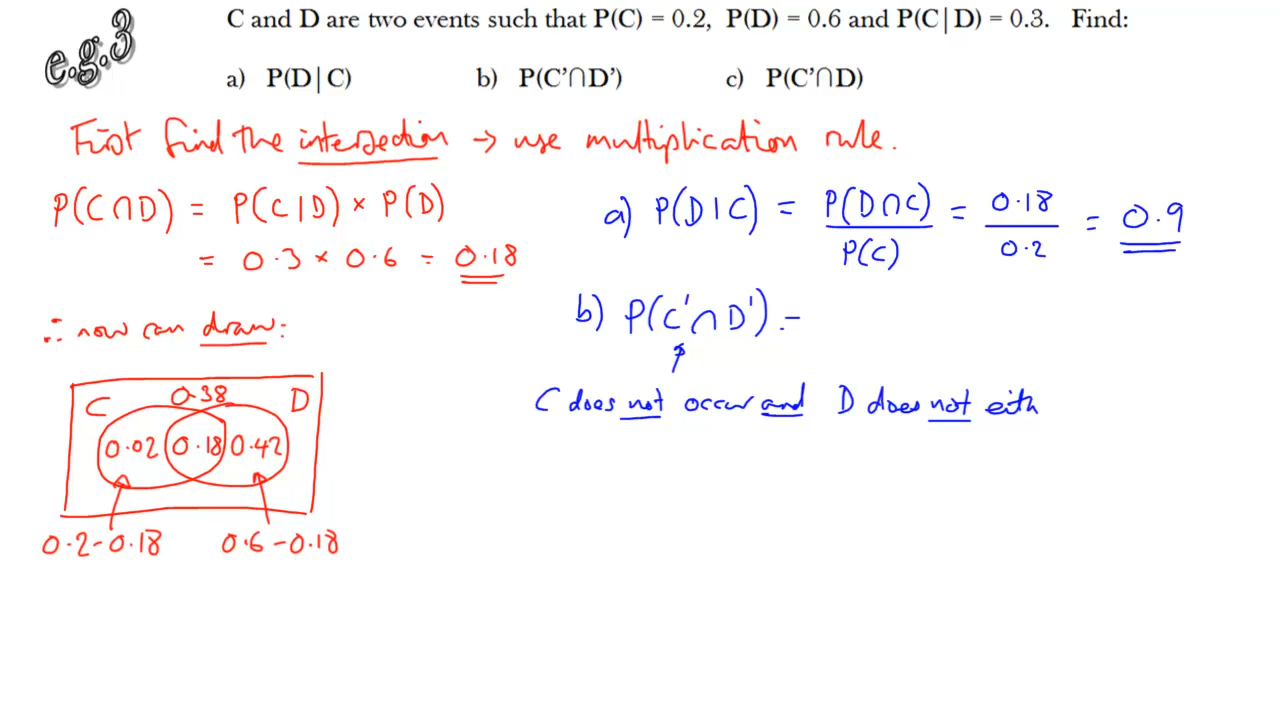 e.g.3
C and D are two events such that P(C) = 0.2, P(D) = 0.6 and P(C|D) = 0.3. Find:
a) P(D|C) b) P(C'∩D') c) P(C'∩D)
First find the intersection → use multiplication rule.
P(C∩D) = P(C|D) × P(D)
= 0.3 × 0.6 = 0.18
∴ now can draw:
C 0.38 D
0.02 0.18 0.42
0.2-0.18 0.6-0.18
a) P(D|C) = P(D∩C)/P(C) = 0.18/0.2 = 0.9
b) P(C'∩D') =
C does not occur and D does not eith